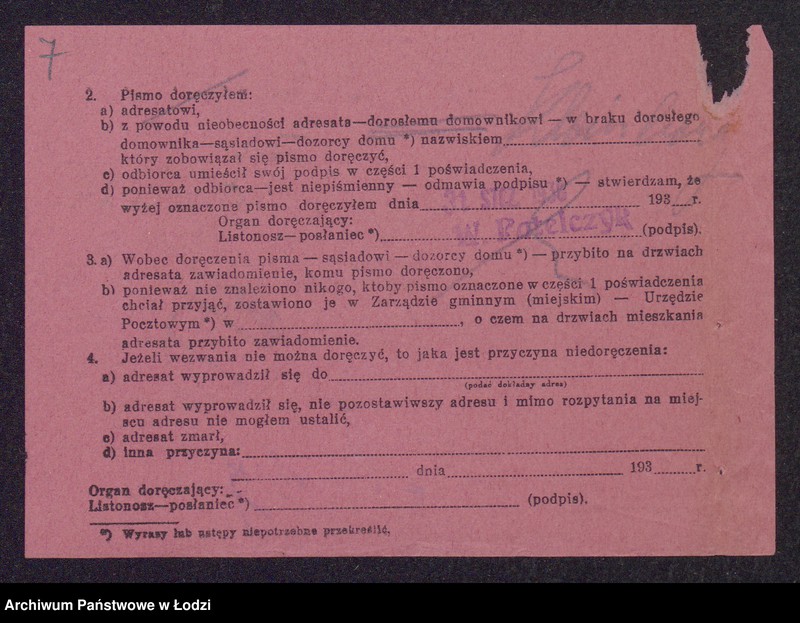 7
2. Pismo doręczyłem:
a) adresatowi,
b) z powodu nieobecności adresata—dorosłemu domownikowi — w braku dorosłego
domownika—sąsiadowi—dozorcy domu *) nazwiskiem
który zobowiązał się pismo doręczyć,
c) odbiorca umieścił swój podpis w części 1 poświadczenia,
d) ponieważ odbiorca—jest niepiśmienny — odmawia podpisu *) — stwierdzam, że
wyżej oznaczone pismo doręczyłem dnia 193 r.
Organ doręczający:
Listonosz—posłaniec *) (podpis).
3. a) Wobec doręczenia pisma — sąsiadowi — dozorcy domu *) — przybito na drzwiach
adresata zawiadomienie, komu pismo doręczono,
b) ponieważ nie znaleziono nikogo, ktoby pismo oznaczone w części 1 poświadczenia
chciał przyjąć, zostawiono je w Zarządzie gminnym (miejskim) — Urzędzie
Pocztowym *) w , o czem na drzwiach mieszkania
adresata przybito zawiadomienie.
4. Jeżeli wezwania nie można doręczyć, to jaka jest przyczyna niedoręczenia:
a) adresat wyprowadził się do
(podać dokładny adres)
b) adresat wyprowadził się, nie pozostawiwszy adresu i mimo rozpytania na miej-
scu adresu nie mogłem ustalić,
c) adresat zmarł,
d) inna przyczyna:
dnia 193 r.
Organ doręczający:
Listonosz—posłaniec *) (podpis).
*) Wyrazy lub ustępy niepotrzebne przekreślić.
Archiwum Państwowe w Łodzi